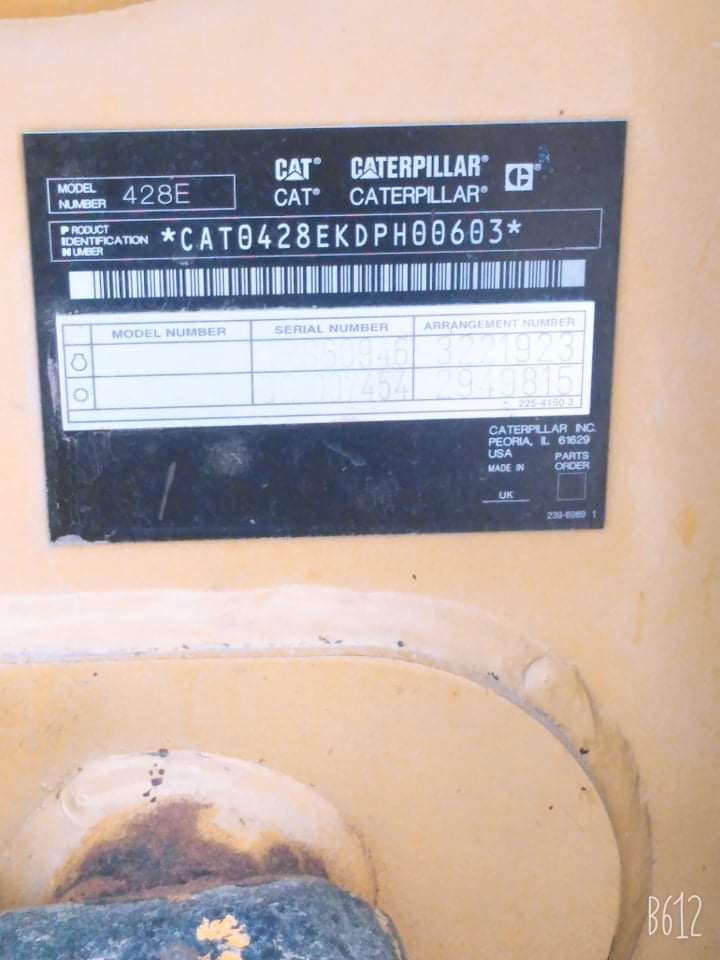 CAT® CATERPILLAR®
MODEL NUMBER 428E CAT® CATERPILLAR®
PRODUCT IDENTIFICATION NUMBER *CAT0428EKDPH00603*
MODEL NUMBER SERIAL NUMBER ARRANGEMENT NUMBER
3221923
2949815
225-4150 3
CATERPILLAR INC.
PEORIA, IL 61629
USA
MADE IN
UK
PARTS ORDER
239-6969 1
B612